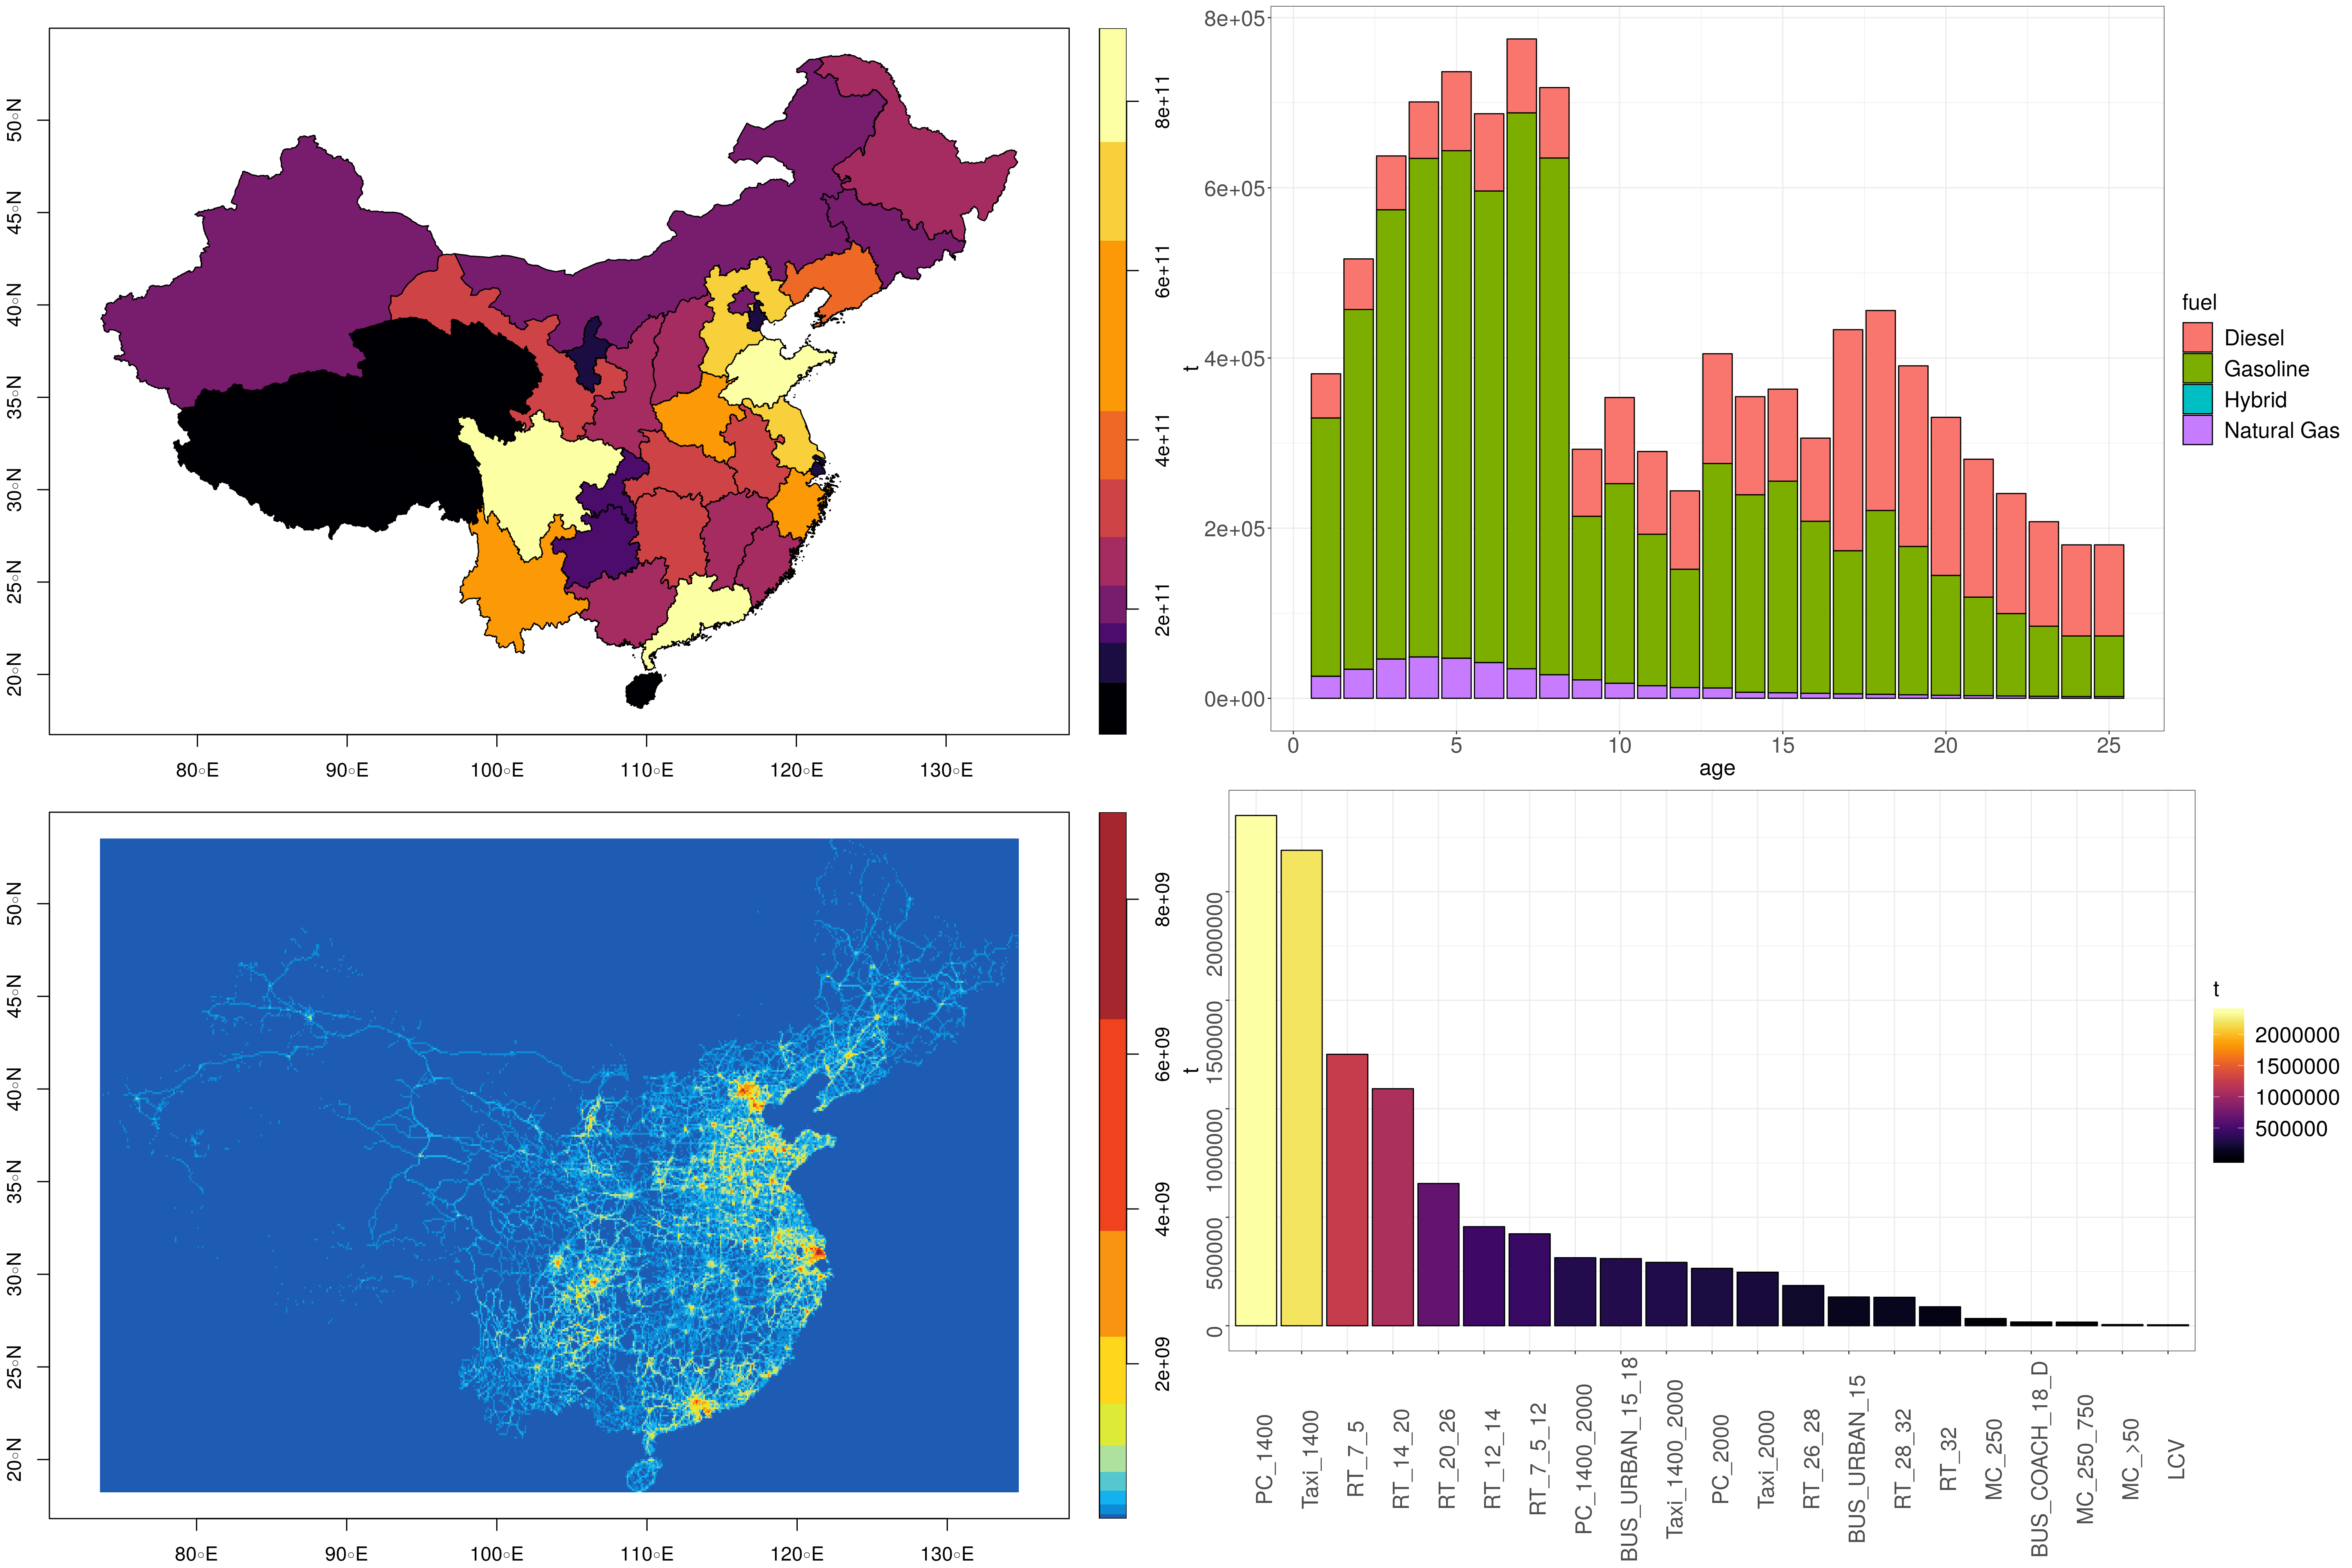 50◦N
45◦N
40◦N
35◦N
30◦N
25◦N
20◦N
80◦E 90◦E 100◦E 110◦E 120◦E 130◦E
8e+11
6e+11
4e+11
2e+11
8e+05
6e+05
4e+05
2e+05
0e+00
t
0 5 10 15 20 25
age
fuel
Diesel
Gasoline
Hybrid
Natural Gas
50◦N
45◦N
40◦N
35◦N
30◦N
25◦N
20◦N
80◦E 90◦E 100◦E 110◦E 120◦E 130◦E
8e+09
6e+09
4e+09
2e+09
2000000
1500000
1000000
500000
0
t
PC_1400
Taxi_1400
RT_7_5
RT_14_20
RT_20_26
RT_12_14
RT_7_5_12
PC_1400_2000
BUS_URBAN_15_18
Taxi_1400_2000
PC_2000
Taxi_2000
RT_26_28
BUS_URBAN_15
RT_28_32
RT_32
MC_250
BUS_COACH_18_D
MC_250_750
MC_>50
LCV
t
2000000
1500000
1000000
500000